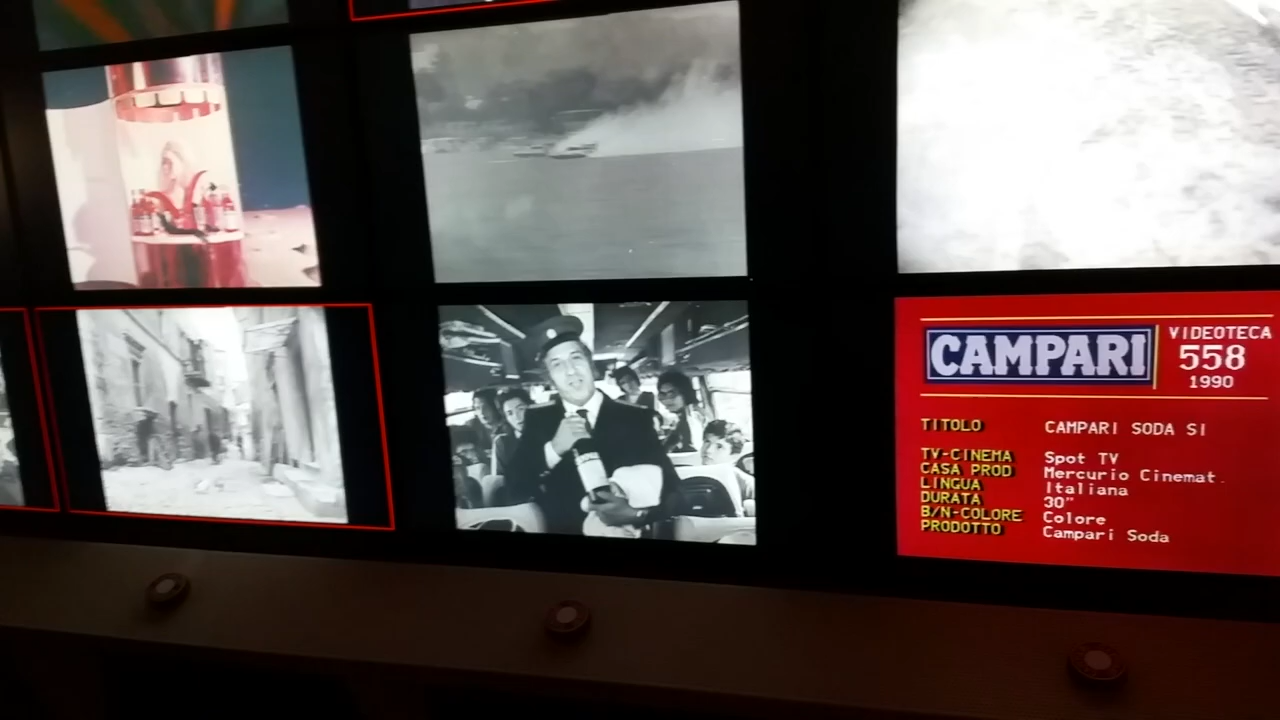 CAMPARI
VIDEOTECA
558
1990
TITOLO CAMPARI SODA SI
TV-CINEMA Spot TV
CASA PROD Mercurio Cinemat.
LINGUA Italiana
DURATA 30"
B/N-COLORE Colore
PRODOTTO Campari Soda